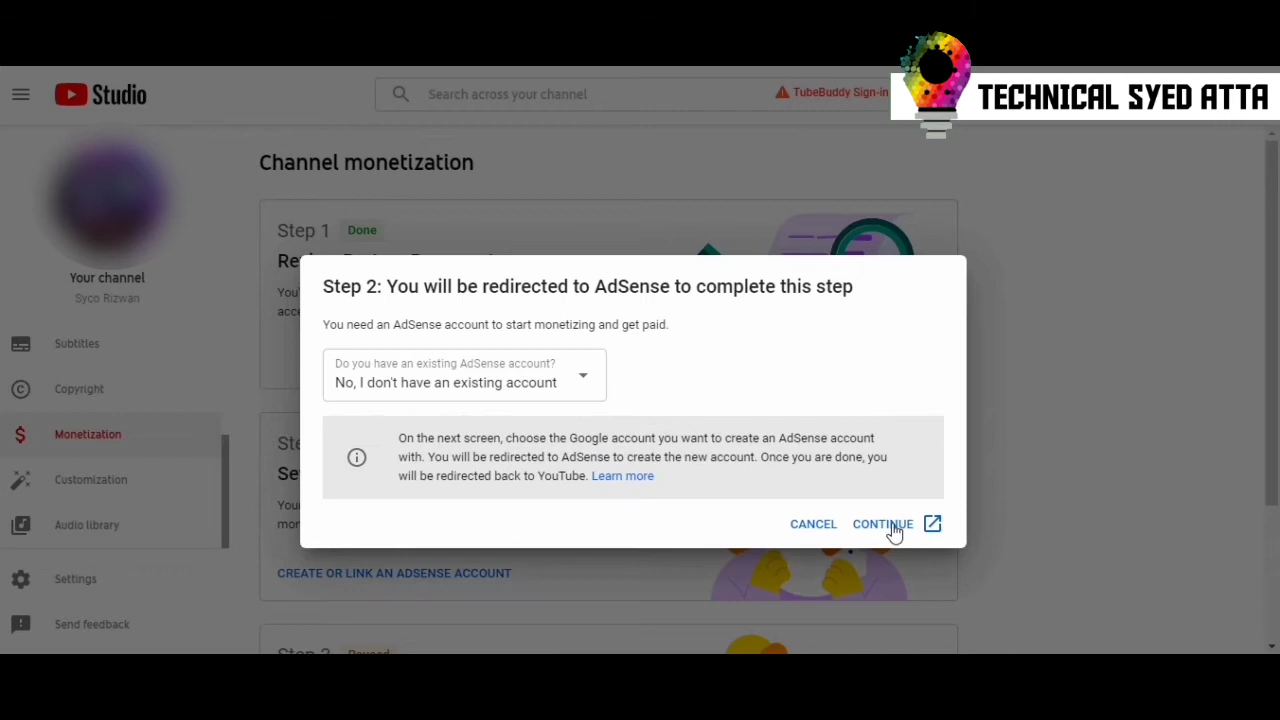 TECHNICAL SYED ATTA
Studio
Search across your channel
TubeBuddy Sign-in
Your channel
Syco Rizwan
Subtitles
Copyright
Monetization
Customization
Audio library
Settings
Send feedback
Channel monetization
Step 1 Done
Step 2: You will be redirected to AdSense to complete this step
You need an AdSense account to start monetizing and get paid.
Do you have an existing AdSense account?
No, I don't have an existing account
On the next screen, choose the Google account you want to create an AdSense account
with. You will be redirected to AdSense to create the new account. Once you are done, you
will be redirected back to YouTube. Learn more
CANCEL CONTINUE
CREATE OR LINK AN ADSENSE ACCOUNT
Step 3